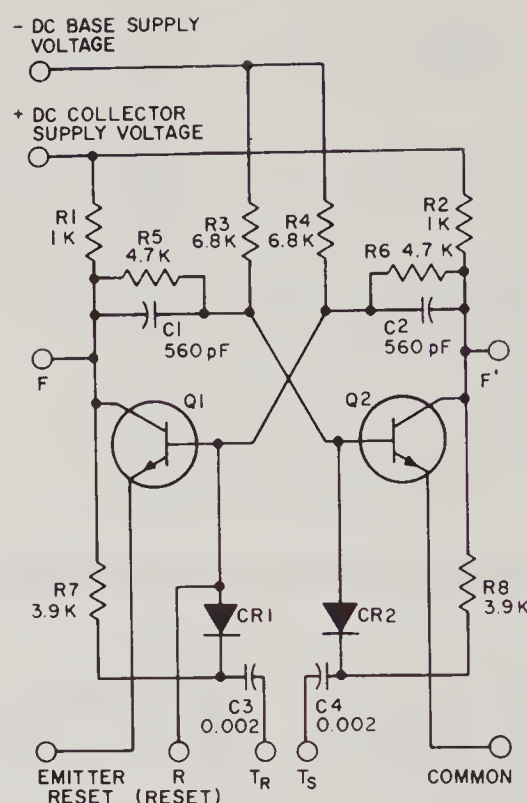 - DC BASE SUPPLY
VOLTAGE
+ DC COLLECTOR
SUPPLY VOLTAGE
R1
1K
R5
4.7K
R3
6.8K
R4
6.8K
R2
1K
R6 4.7 K
C1
560 pF
C2
560 pF
F
F'
Q1
Q2
R7
3.9K
CR1
CR2
R8
3.9K
C3
0.002
C4
0.002
EMITTER
RESET
R
(RESET)
TR
TS
COMMON